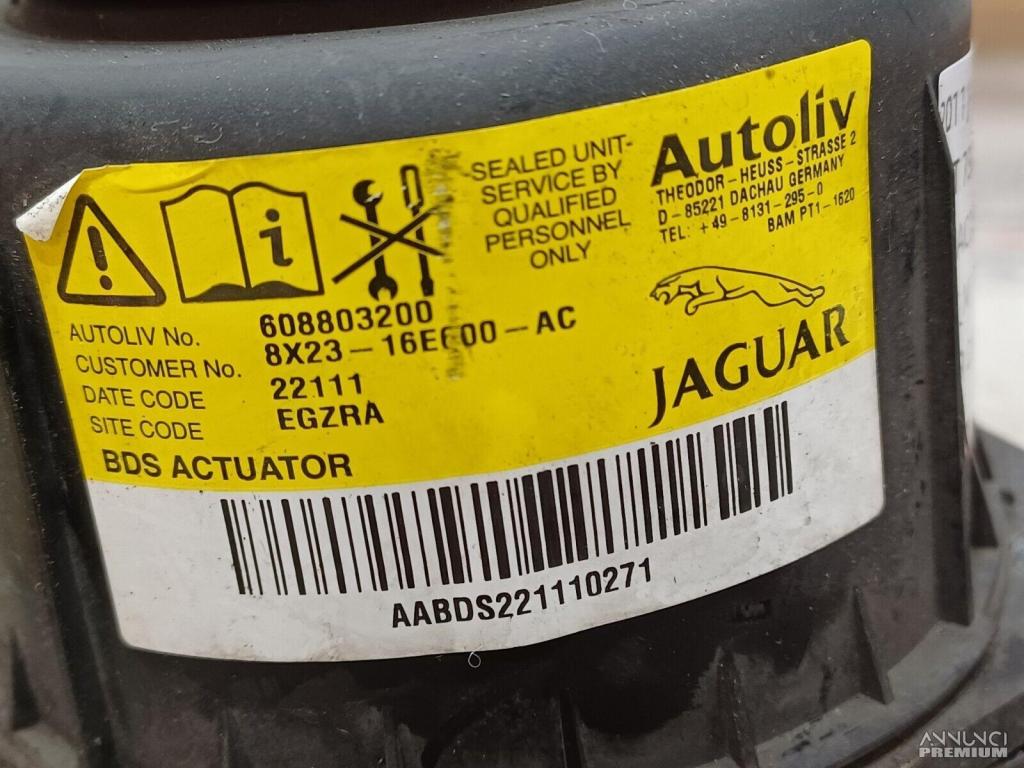 SEALED UNIT-
SERVICE BY
QUALIFIED
PERSONNEL
ONLY
Autoliv
THEODOR-HEUSS-STRASSE 2
D-85221 DACHAU GERMANY
TEL: +49-8131-295-0
BAM PT1-1620
AUTOLIV No. 608803200
CUSTOMER No.
DATE CODE 22111
SITE CODE EGZRA
BDS ACTUATOR
JAGUAR
AABDS221110271
ANNUNCI
PREMIUM